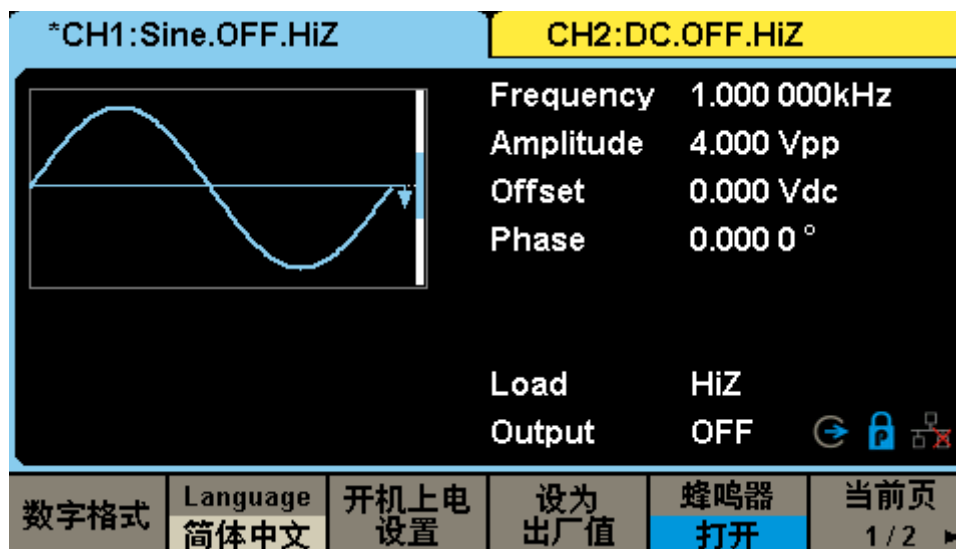 *CH1:Sine.OFF.HiZ
CH2:DC.OFF.HiZ
Frequency 1.000 000kHz
Amplitude 4.000 Vpp
Offset 0.000 Vdc
Phase 0.000 0 °
Load HiZ
Output OFF
数字格式
Language
简体中文
开机上电
设置
设为
出厂值
蜂鸣器
打开
当前页
1/2